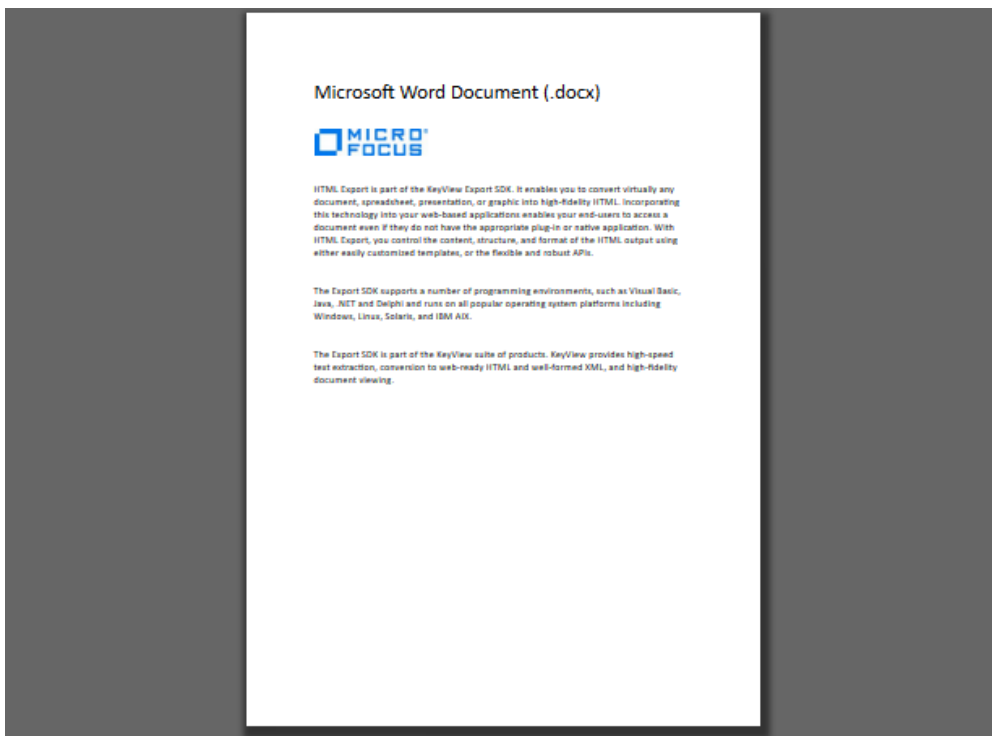 Microsoft Word Document (.docx)
MICRO
FOCUS
HTML Export is part of the KeyView Export SDK. It enables you to convert virtually any
document, spreadsheet, presentation, or graphic into high-fidelity HTML. Incorporating
this technology into your web-based applications enables your end-users to access a
document even if they do not have the appropriate plug-in or native application. With
HTML Export, you control the content, structure, and format of the HTML output using
either easily customized templates, or the flexible and robust APIs.
The Export SDK supports a number of programming environments, such as Visual Basic,
Java, .NET and Delphi and runs on all popular operating system platforms including
Windows, Linux, Solaris, and IBM AIX.
The Export SDK is part of the KeyView suite of products. KeyView provides high-speed
text extraction, conversion to web-ready HTML and well-formed XML, and high-fidelity
document viewing.